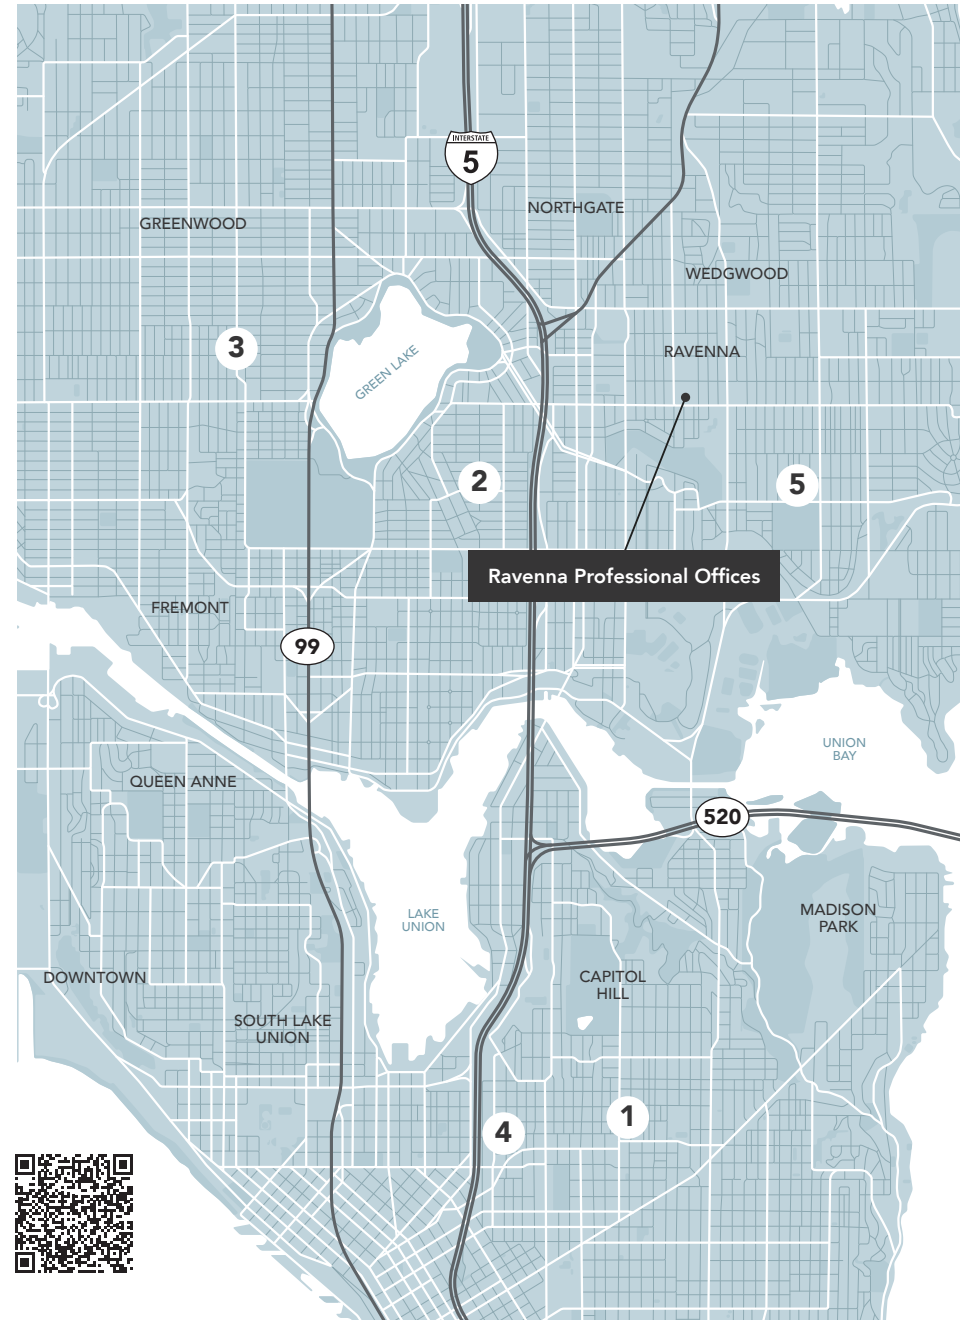 INTERSTATE
5
NORTHGATE
GREENWOOD
WEDGWOOD
3
RAVENNA
GREEN LAKE
2
5
Ravenna Professional Offices
FREMONT
99
UNION
BAY
QUEEN ANNE
520
MADISON
PARK
LAKE
UNION
DOWNTOWN
CAPITOL
HILL
SOUTH LAKE
UNION
1
4